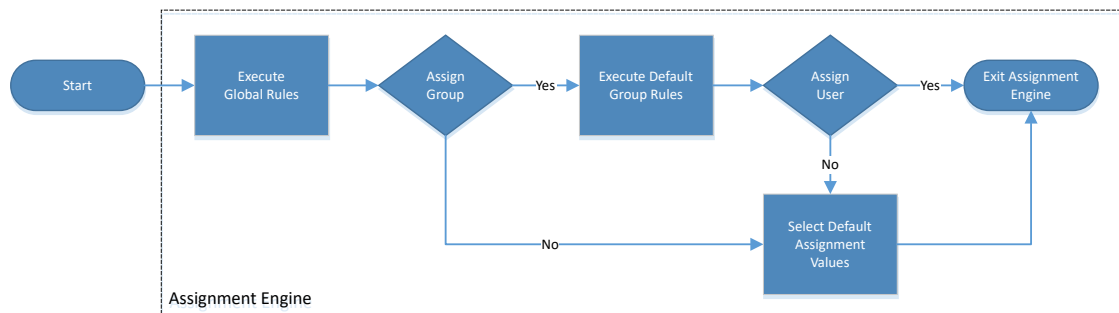 Start
Execute
Global Rules
Assign
Group
Yes
Execute Default
Group Rules
Assign
User
Yes
Exit Assignment
Engine
No
No
Select Default
Assignment
Values
Assignment Engine